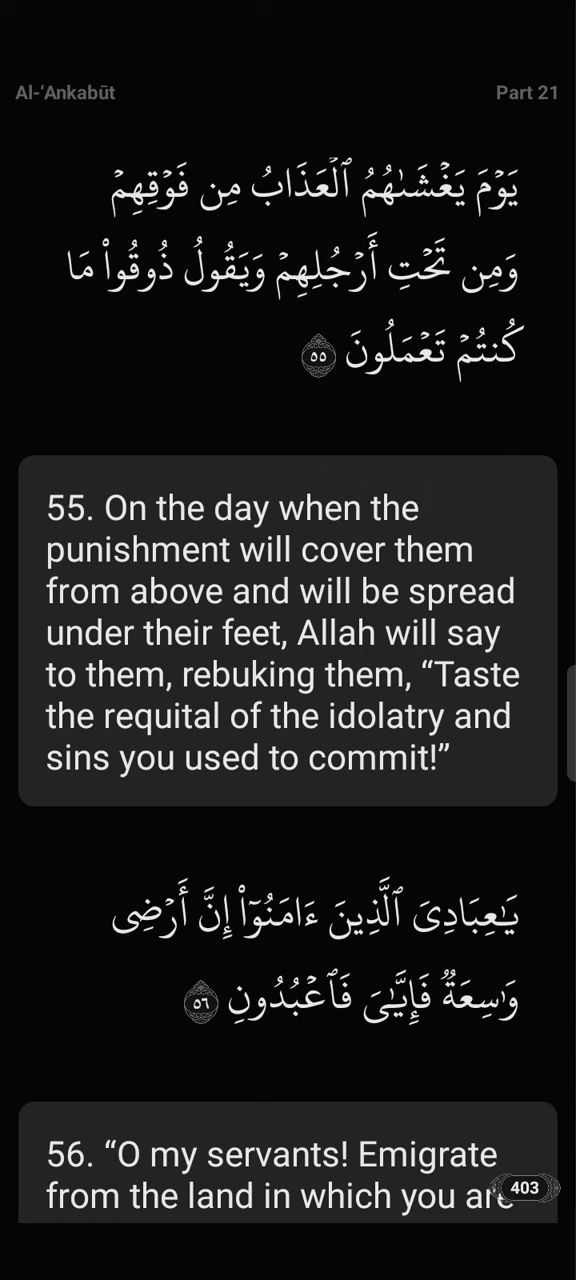 Al-‘Ankabūt
Part 21
يَوْمَ يَغْشَىٰهُمُ ٱلْعَذَابُ مِن فَوْقِهِمْ
وَمِن تَحْتِ أَرْجُلِهِمْ وَيَقُولُ ذُوقُوا۟ مَا
كُنتُمْ تَعْمَلُونَ ٥٥
55. On the day when the
punishment will cover them
from above and will be spread
under their feet, Allah will say
to them, rebuking them, “Taste
the requital of the idolatry and
sins you used to commit!”
يَٰعِبَادِىَ ٱلَّذِينَ ءَامَنُوٓا۟ إِنَّ أَرْضِى
وَٰسِعَةٌ فَإِيَّٰىَ فَٱعْبُدُونِ ٥٦
56. “O my servants! Emigrate
from the land in which you are
403